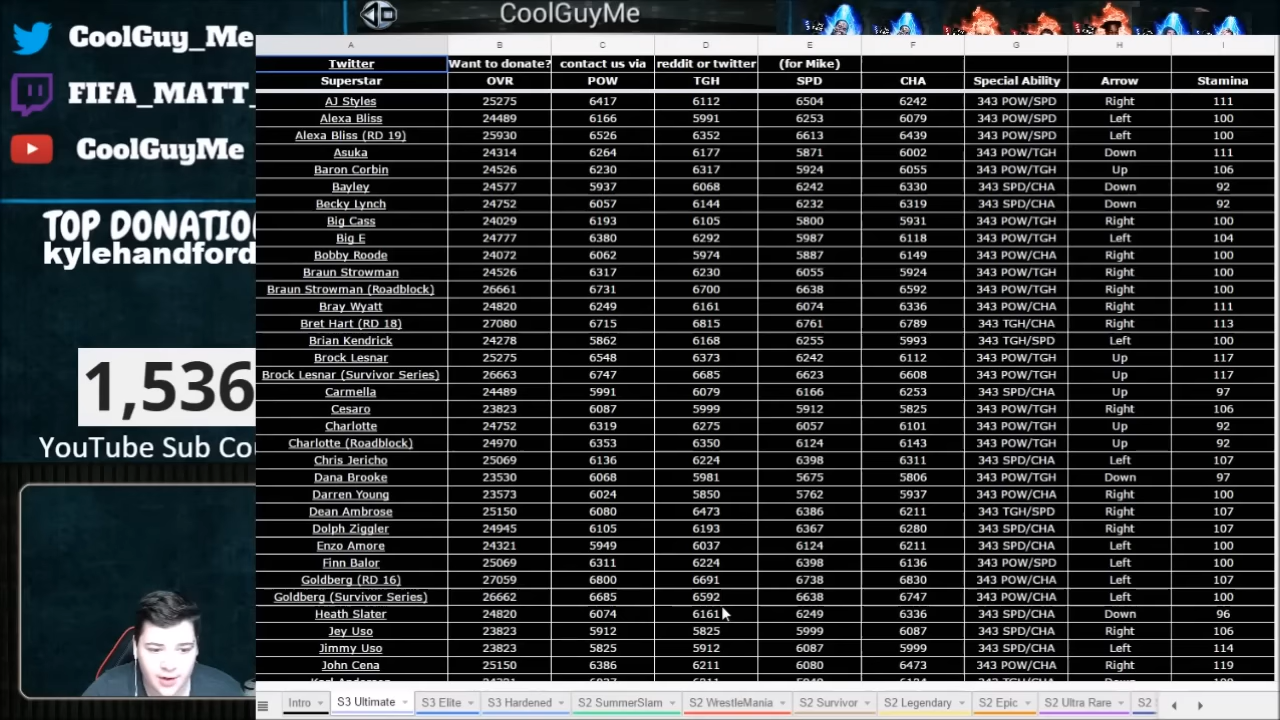 CoolGuyMe
CoolGuy_Me
FIFA_MATT_
CoolGuyMe
TOP DONATIO
kylehandford
1,536
YouTube Sub Co
A B C D E F G H I
Twitter Want to donate? contact us via reddit or twitter (for Mike)
Superstar OVR POW TGH SPD CHA Special Ability Arrow Stamina
AJ Styles 25275 6417 6112 6504 6242 343 POW/SPD Right 111
Alexa Bliss 24489 6166 5991 6253 6079 343 POW/SPD Left 100
Alexa Bliss (RD 19) 25930 6526 6352 6613 6439 343 POW/SPD Left 100
Asuka 24314 6264 6177 5871 6002 343 POW/TGH Down 111
Baron Corbin 24526 6230 6317 5924 6055 343 POW/TGH Up 106
Bayley 24577 5937 6068 6242 6330 343 SPD/CHA Down 92
Becky Lynch 24752 6057 6144 6232 6319 343 SPD/CHA Down 92
Big Cass 24029 6193 6105 5800 5931 343 POW/TGH Right 100
Big E 24777 6380 6292 5987 6118 343 POW/TGH Left 104
Bobby Roode 24072 6062 5974 5887 6149 343 POW/CHA Right 100
Braun Strowman 24526 6317 6230 6055 5924 343 POW/TGH Right 100
Braun Strowman (Roadblock) 26661 6731 6700 6638 6592 343 POW/TGH Right 100
Bray Wyatt 24820 6249 6161 6074 6336 343 POW/CHA Right 111
Bret Hart (RD 18) 27080 6715 6815 6761 6789 343 TGH/CHA Right 113
Brian Kendrick 24278 5862 6168 6255 5993 343 TGH/SPD Left 100
Brock Lesnar 25275 6548 6373 6242 6112 343 POW/TGH Up 117
Brock Lesnar (Survivor Series) 26663 6747 6685 6623 6608 343 POW/TGH Up 117
Carmella 24489 5991 6079 6166 6253 343 SPD/CHA Up 97
Cesaro 23823 6087 5999 5912 5825 343 POW/TGH Right 106
Charlotte 24752 6319 6275 6057 6101 343 POW/TGH Up 92
Charlotte (Roadblock) 24970 6353 6350 6124 6143 343 POW/TGH Up 92
Chris Jericho 25069 6136 6224 6398 6311 343 SPD/CHA Left 107
Dana Brooke 23530 6068 5981 5675 5806 343 POW/TGH Down 97
Darren Young 23573 6024 5850 5762 5937 343 POW/CHA Right 100
Dean Ambrose 25150 6080 6473 6386 6211 343 TGH/SPD Right 107
Dolph Ziggler 24945 6105 6193 6367 6280 343 SPD/CHA Right 107
Enzo Amore 24321 5949 6037 6124 6211 343 SPD/CHA Left 100
Finn Balor 25069 6311 6224 6398 6136 343 POW/SPD Left 100
Goldberg (RD 16) 27059 6800 6691 6738 6830 343 POW/CHA Left 107
Goldberg (Survivor Series) 26662 6685 6592 6638 6747 343 POW/CHA Left 100
Heath Slater 24820 6074 6161 6249 6336 343 SPD/CHA Down 96
Jey Uso 23823 5912 5825 5999 6087 343 SPD/CHA Right 106
Jimmy Uso 23823 5825 5912 6087 5999 343 SPD/CHA Left 114
John Cena 25150 6386 6211 6080 6473 343 POW/CHA Right 119
Intro S3 Ultimate S3 Elite S3 Hardened S2 SummerSlam S2 WrestleMania S2 Survivor S2 Legendary S2 Epic S2 Ultra Rare S2